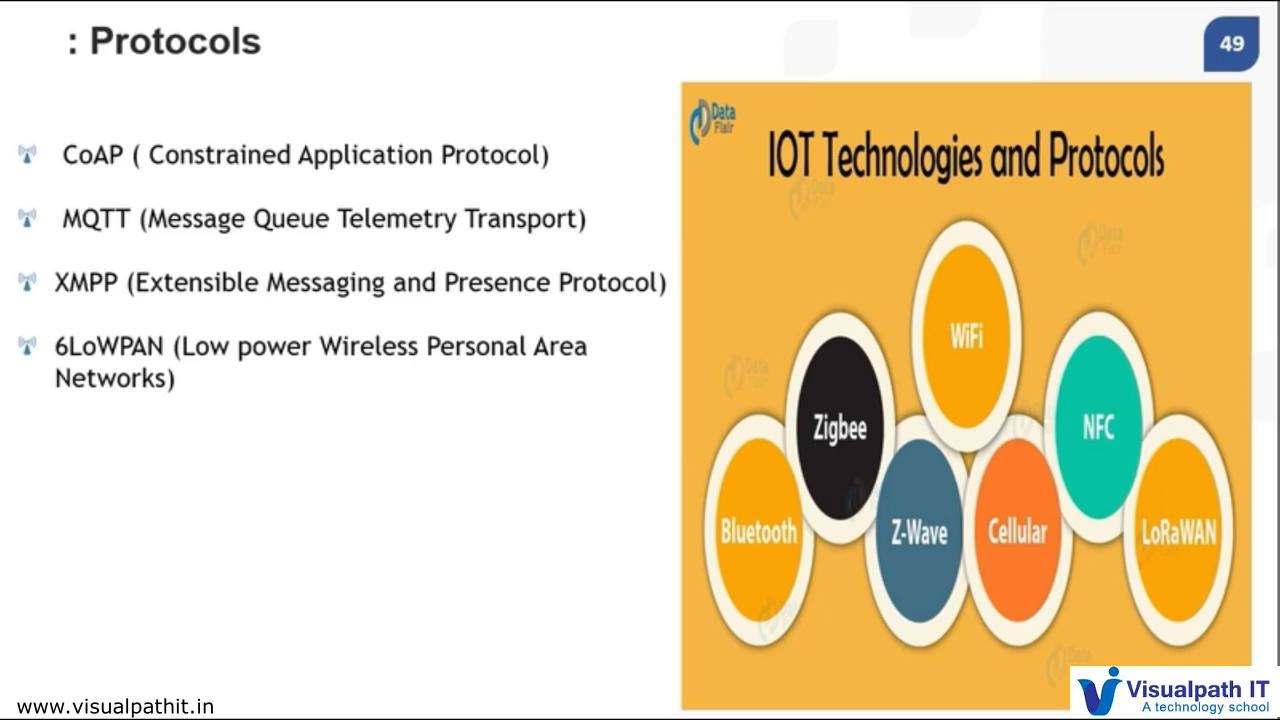 : Protocols
49
CoAP ( Constrained Application Protocol)
MQTT (Message Queue Telemetry Transport)
XMPP (Extensible Messaging and Presence Protocol)
6LoWPAN (Low power Wireless Personal Area
Networks)
Data
Flair
IOT Technologies and Protocols
WiFi
Zigbee
NFC
Bluetooth
Z-Wave
Cellular
LoRaWAN
www.visualpathit.in
Visualpath IT
A technology school